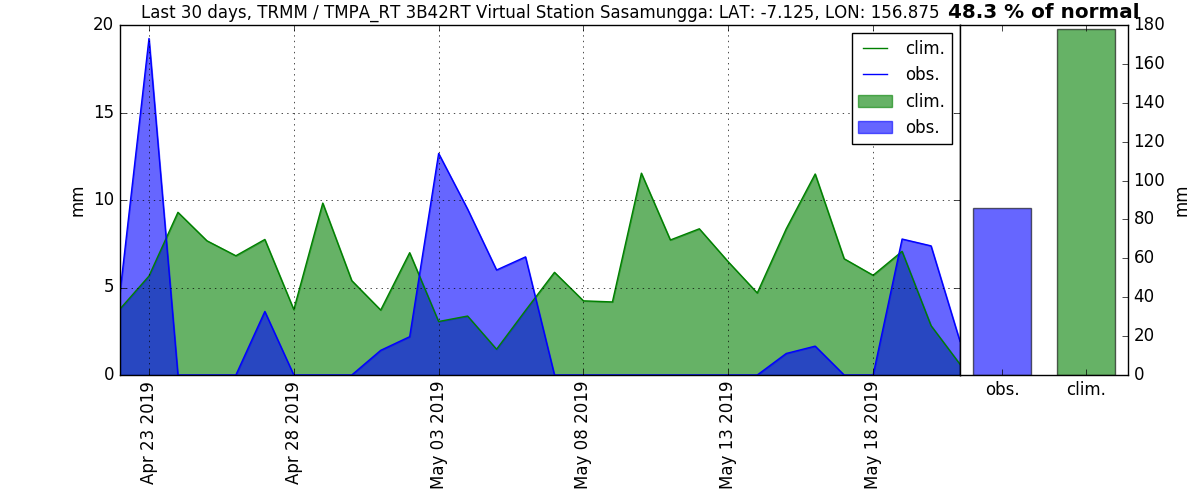 Last 30 days, TRMM / TMPA_RT 3B42RT Virtual Station Sasamungga: LAT: -7.125, LON: 156.875 48.3 % of normal
20
15
10
5
0
mm
clim.
obs.
clim.
obs.
180
160
140
120
100
80
60
40
20
0
mm
obs.
clim.
Apr 23 2019
Apr 28 2019
May 03 2019
May 08 2019
May 13 2019
May 18 2019